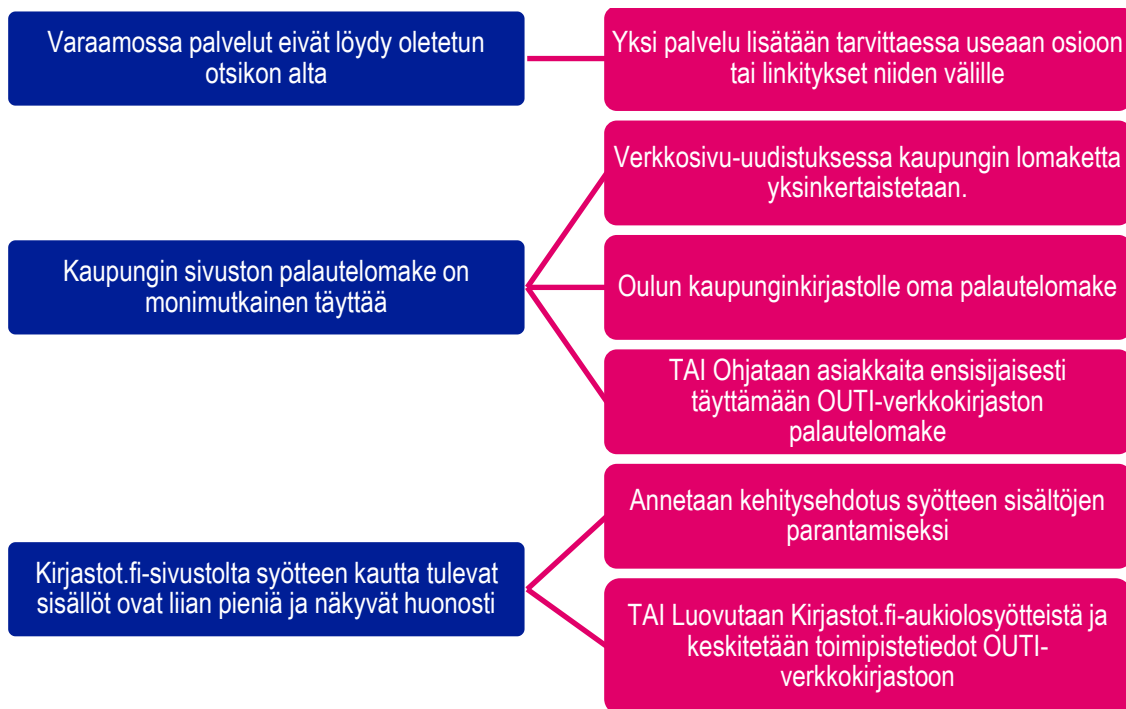 Varaamossa palvelut eivät löydy oletetun
otsikon alta
Yksi palvelu lisätään tarvittaessa useaan osioon
tai linkitykset niiden välille
Kaupungin sivuston palautelomake on
monimutkainen täyttää
Verkkosivu-uudistuksessa kaupungin lomaketta
yksinkertaistetaan.
Oulun kaupunginkirjastolle oma palautelomake
TAI Ohjataan asiakkaita ensisijaisesti
täyttämään OUTI-verkkokirjaston
palautelomake
Kirjastot.fi-sivustolta syötteen kautta tulevat
sisällöt ovat liian pieniä ja näkyvät huonosti
Annetaan kehitysehdotus syötteen sisältöjen
parantamiseksi
TAI Luovutaan Kirjastot.fi-aukiolosyötteistä ja
keskitetään toimipistetiedot OUTI-
verkkokirjastoon